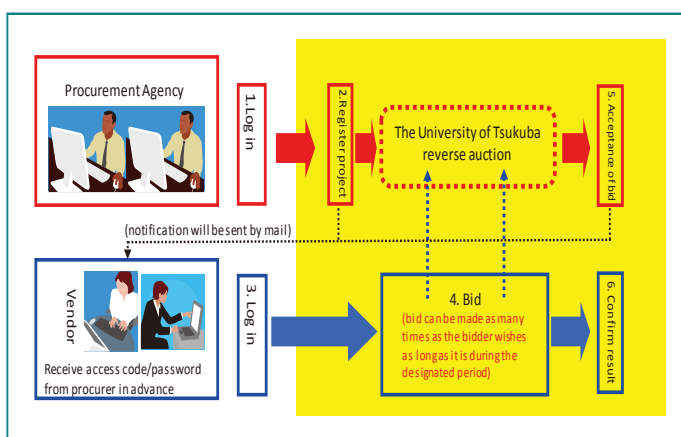 Procurement Agency
1.Log in
2.Register project
The University of Tsukuba
reverse auction
5. Acceptance of bid
(notification will be sent by mail)
Vendor
Receive access code/password
from procurer in advance
3. Log in
4. Bid
(bid can be made as many
times as the bidder wishes
as long as it is during the
designated period)
6. Confirm
result